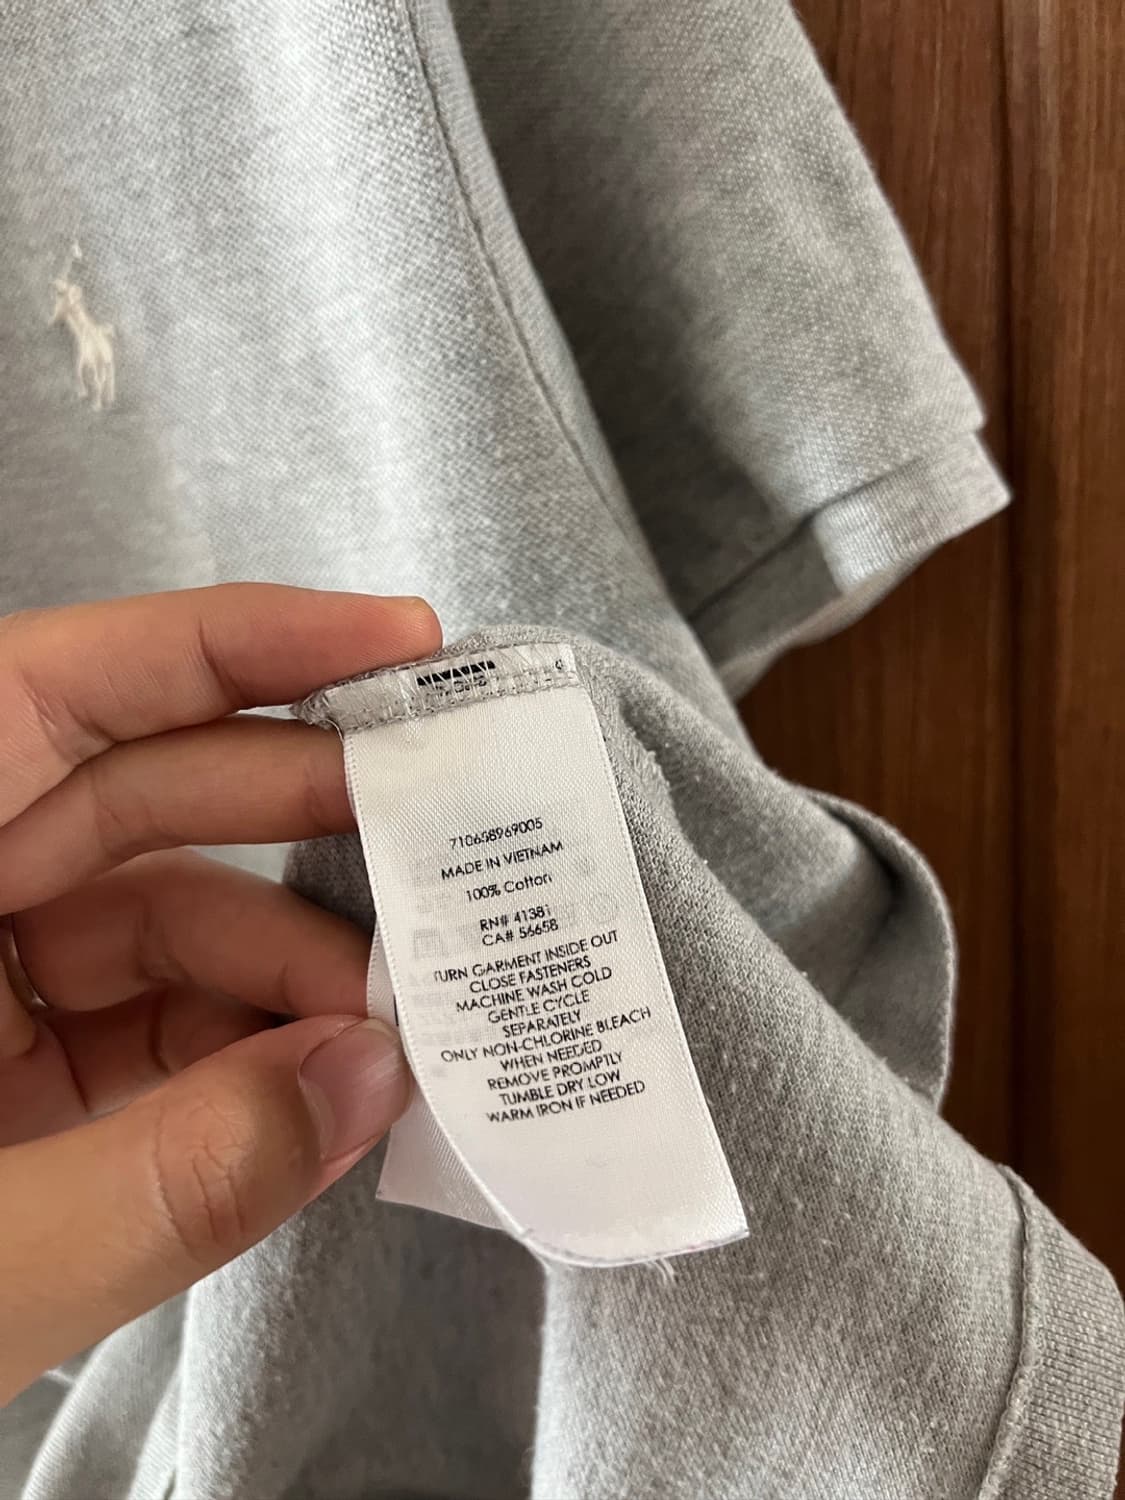 710658969005
MADE IN VIETNAM
100% Cotton
RN# 41381
CA# 56658
TURN GARMENT INSIDE OUT
CLOSE FASTENERS
MACHINE WASH COLD
GENTLE CYCLE
SEPARATELY
ONLY NON-CHLORINE BLEACH
WHEN NEEDED
REMOVE PROMPTLY
TUMBLE DRY LOW
WARM IRON IF NEEDED